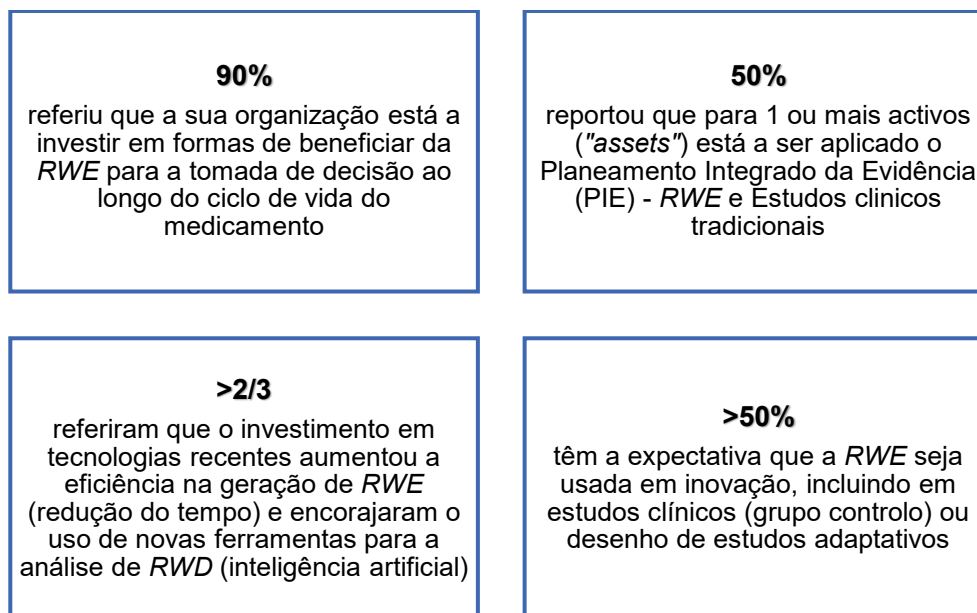 90%
referiu que a sua organização está a
investir em formas de beneficiar da
RWE para a tomada de decisão ao
longo do ciclo de vida do
medicamento
50%
reportou que para 1 ou mais activos
("assets") está a ser aplicado o
Planeamento Integrado da Evidência
(PIE) - RWE e Estudos clinicos
tradicionais
>2/3
referiram que o investimento em
tecnologias recentes aumentou a
eficiência na geração de RWE
(redução do tempo) e encorajaram o
uso de novas ferramentas para a
análise de RWD (inteligência artificial)
>50%
têm a expectativa que a RWE seja
usada em inovação, incluindo em
estudos clínicos (grupo controlo) ou
desenho de estudos adaptativos